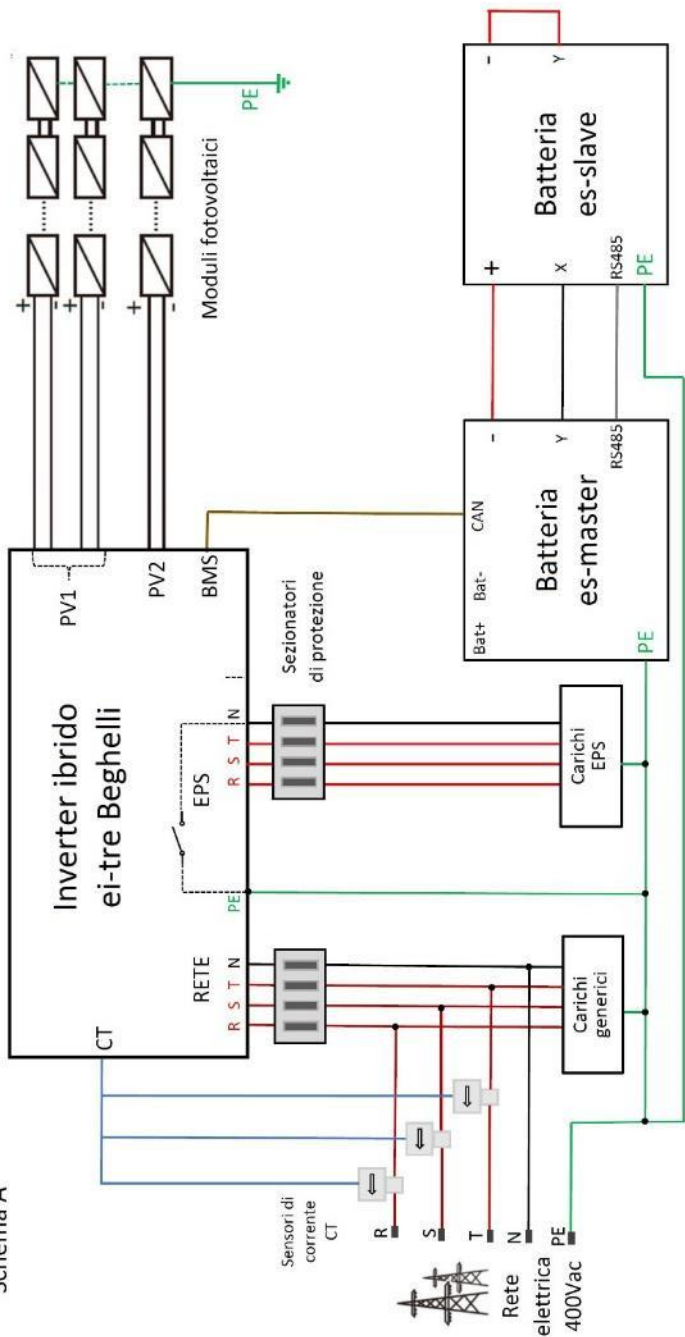 Schema A
CT
Inverter ibrido
ei-tre Beghelli
PV1
PV2
BMS
RETE
EPS
R S T N
PE
R S T N
+
-
+
-
+
-
Moduli fotovoltaici
PE
Sensori di
corrente
CT
Sezionatori
di protezione
R
S
T
N
PE
Rete
elettrica
400Vac
Carichi
generici
Carichi
EPS
Bat+
Bat-
CAN
Batteria
es-master
PE
-
Y
RS485
+
X
RS485
PE
Batteria
es-slave
-
Y